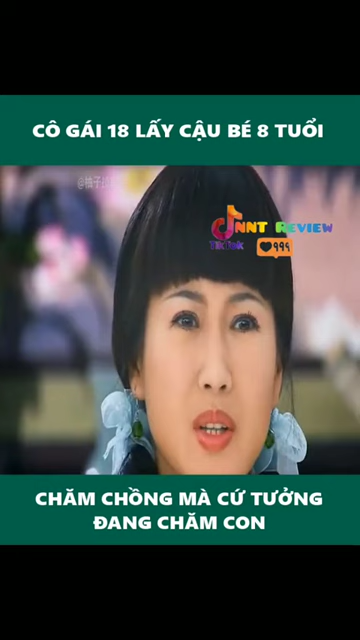 CÔ GÁI 18 LẤY CẬU BÉ 8 TUỔI
NNT REVIEW
TikTok
999
CHĂM CHỒNG MÀ CỨ TƯỞNG
ĐANG CHĂM CON